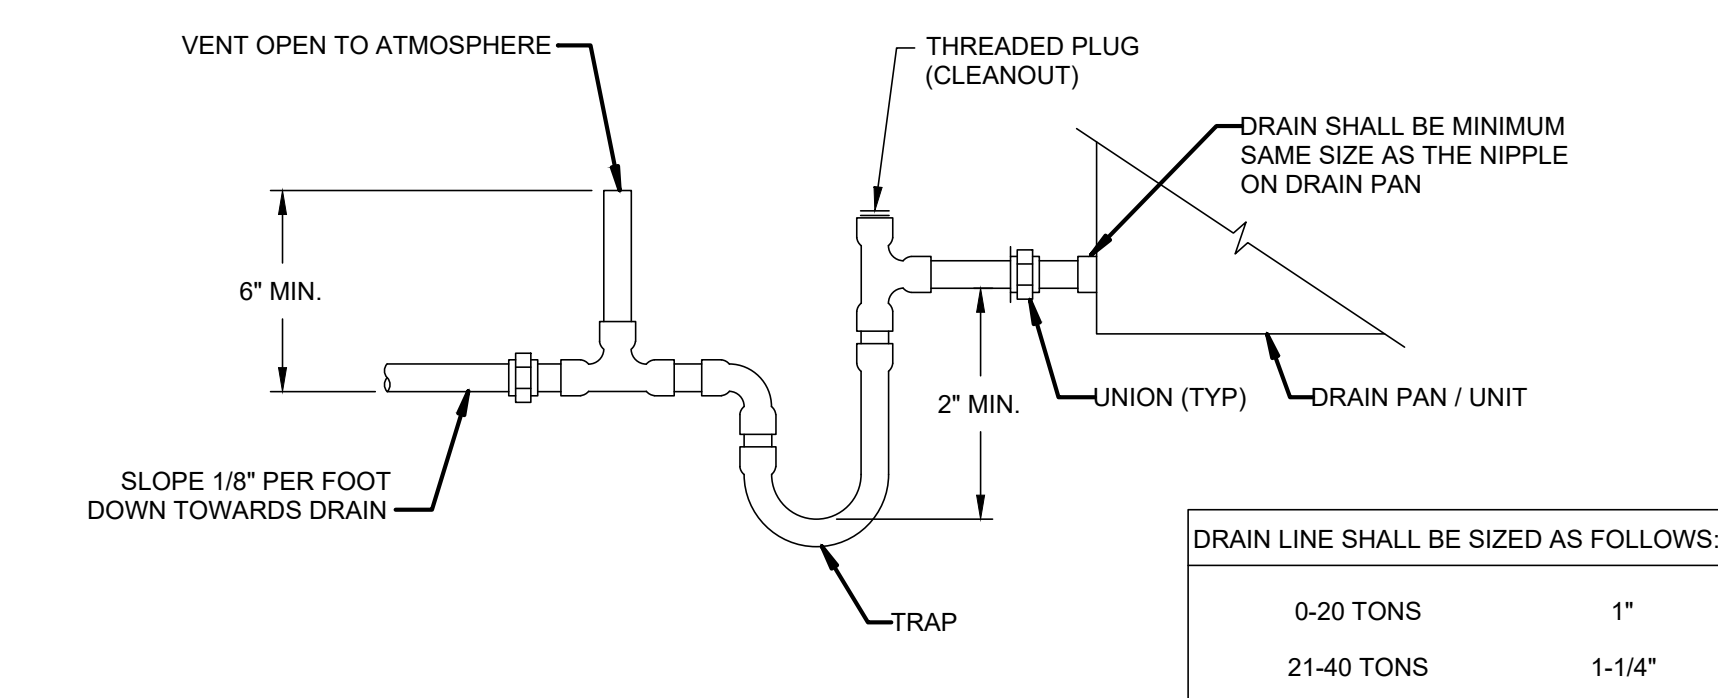 VENT OPEN TO ATMOSPHERE
THREADED PLUG
(CLEANOUT)
DRAIN SHALL BE MINIMUM
SAME SIZE AS THE NIPPLE
ON DRAIN PAN
6" MIN.
2" MIN.
UNION (TYP)
DRAIN PAN / UNIT
SLOPE 1/8" PER FOOT
DOWN TOWARDS DRAIN
TRAP
DRAIN LINE SHALL BE SIZED AS FOLLOWS:
0-20 TONS 1"
21-40 TONS 1-1/4"